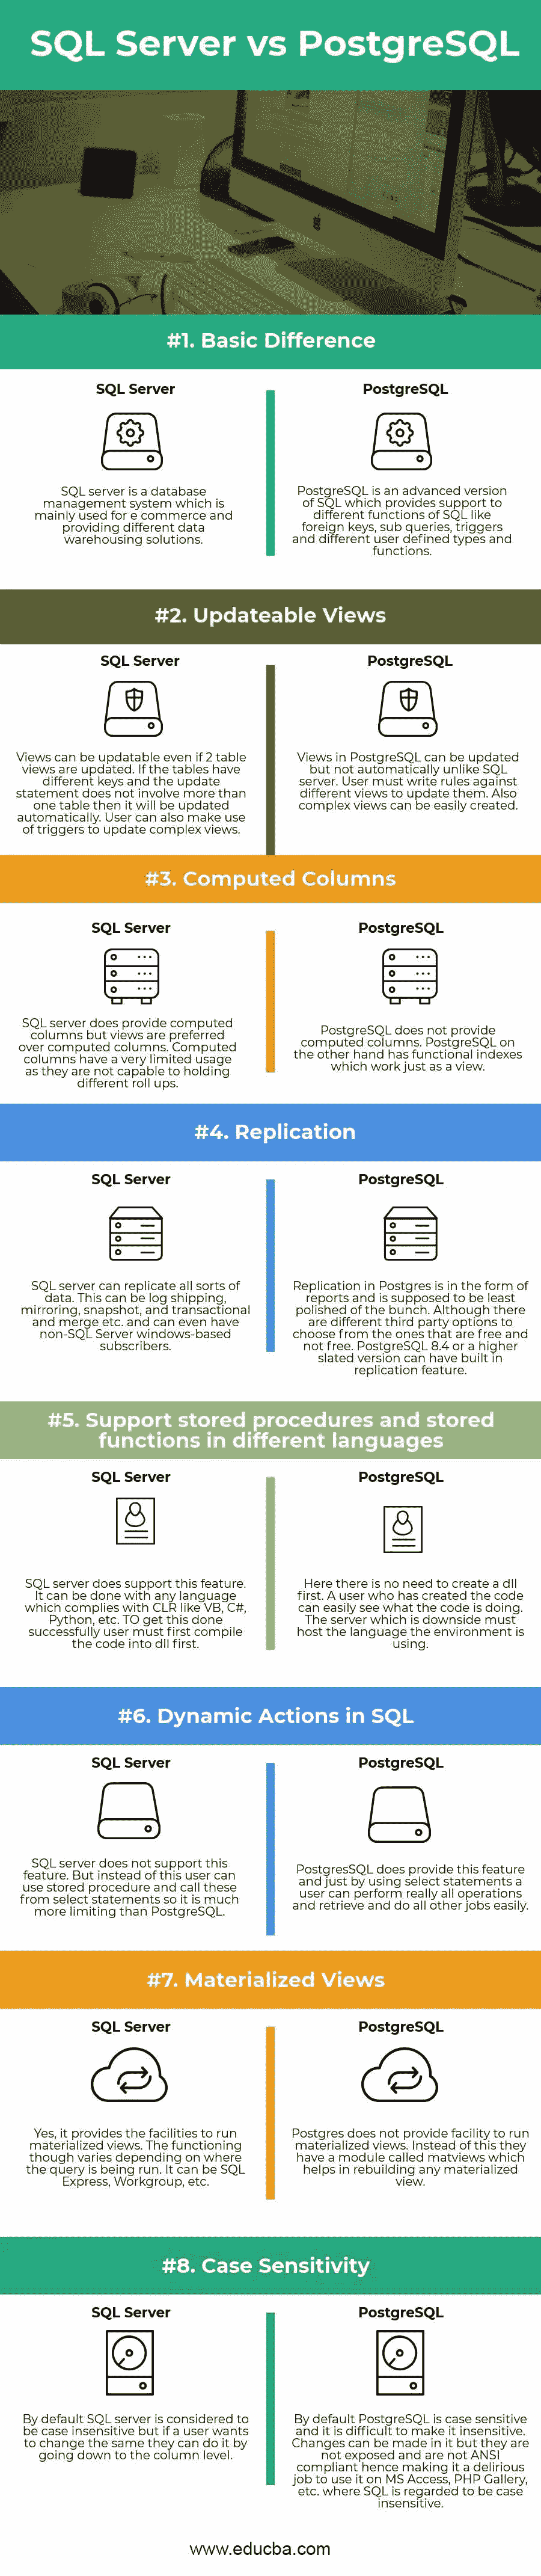 SQL Server vs PostgreSQL
#1. Basic Difference
SQL Server
SQL server is a database
management system which is
mainly used for e commerce and
providing different data
warehousing solutions.
PostgreSQL
PostgreSQL is an advanced version
of SQL which provides support to
different functions of SQL like
foreign keys, sub queries, triggers
and different user defined types and
functions.
#2. Updateable Views
SQL Server
Views can be updatable even if 2 table
views are updated. If the tables have
different keys and the update
statement does not involve more than
one table then it will be updated
automatically. User can also make use
of triggers to update complex views.
PostgreSQL
Views in PostgreSQL can be updated
but not automatically unlike SQL
server. User must write rules against
different views to update them. Also
complex views can be easily created.
#3. Computed Columns
SQL Server
SQL server does provide computed
columns but views are preferred
over computed columns. Computed
columns have a very limited usage
as they are not capable to holding
different roll ups.
PostgreSQL
PostgreSQL does not provide
computed columns. PostgreSQL on
the other hand has functional indexes
which work just as a view.
#4. Replication
SQL Server
SQL server can replicate all sorts of
data. This can be log shipping,
mirroring, snapshot, and transactional
and merge etc. and can even have
non-SQL Server windows-based
subscribers.
PostgreSQL
Replication in Postgres is in the form of
reports and is supposed to be least
polished of the bunch. Although there
are different third party options to
choose from the ones that are free and
not free. PostgreSQL 8.4 or a higher
slated version can have built in
replication feature.
#5. Support stored procedures and stored
functions in different languages
SQL Server
SQL server does support this feature.
It can be done with any language
which complies with CLR like VB, C#,
Python, etc. TO get this done
successfully user must first compile
the code into dll first.
PostgreSQL
Here there is no need to create a dll
first. A user who has created the code
can easily see what the code is doing.
The server which is downside must
host the language the environment is
using.
#6. Dynamic Actions in SQL
SQL Server
SQL server does not support this
feature. But instead of this user can
use stored procedure and call these
from select statements so it is much
more limiting than PostgreSQL.
PostgreSQL
PostgresSQL does provide this feature
and just by using select statements a
user can perform really all operations
and retrieve and do all other jobs easily.
#7. Materialized Views
SQL Server
Yes, it provides the facilities to run
materialized views. The functioning
though varies depending on where
the query is being run. It can be SQL
Express, Workgroup, etc.
PostgreSQL
Postgres does not provide facility to run
materialized views. Instead of this they
have a module called matviews which
helps in rebuilding any materialized
view.
#8. Case Sensitivity
SQL Server
By default SQL server is considered to
be case insensitive but if a user wants
to change the same they can do it by
going down to the column level.
PostgreSQL
By default PostgreSQL is case sensitive
and it is difficult to make it insensitive.
Changes can be made in it but they are
not exposed and are not ANSI
compliant hence making it a delirious
job to use it on MS Access, PHP Gallery,
etc. where SQL is regarded to be case
insensitive.
www.educba.com